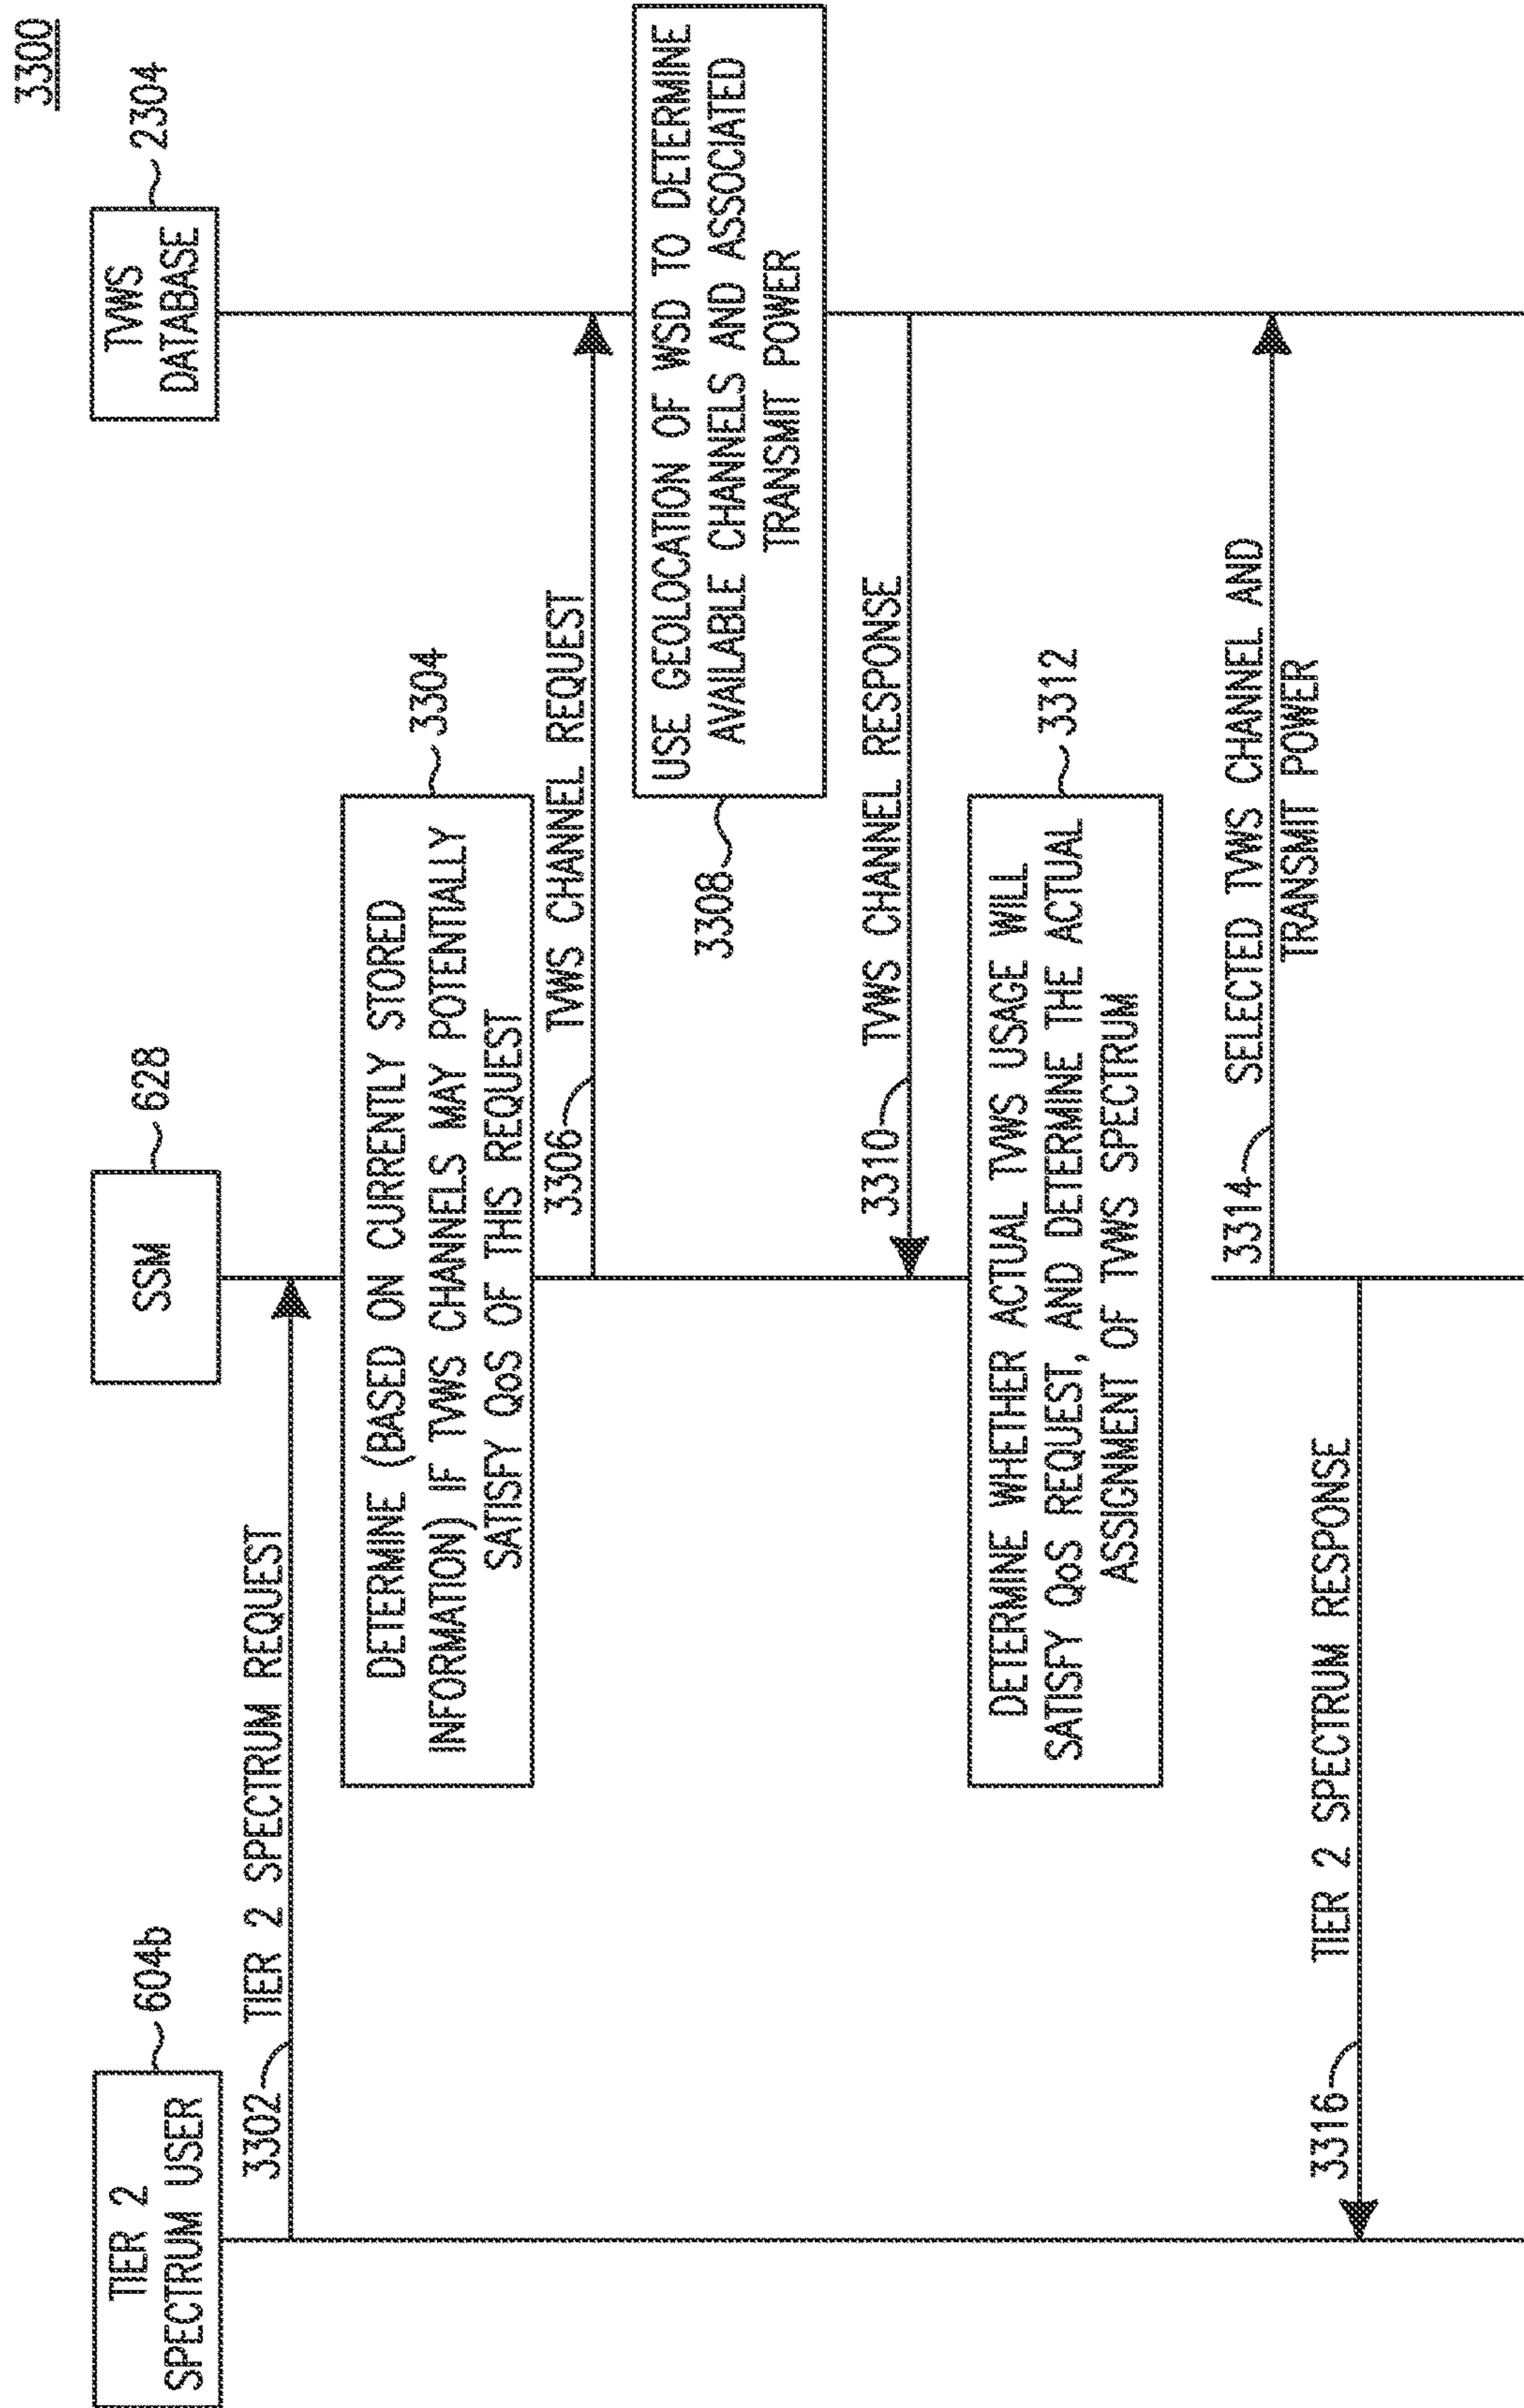 3300
TIER 2
SPECTRUM USER
604b
SSM
628
TVWS
DATABASE
2304
3302
TIER 2 SPECTRUM REQUEST
DETERMINE (BASED ON CURRENTLY STORED
INFORMATION) IF TVWS CHANNELS MAY POTENTIALLY
SATISFY QoS OF THIS REQUEST
3304
3306
TVWS CHANNEL REQUEST
USE GEOLOCATION OF WSD TO DETERMINE
AVAILABLE CHANNELS AND ASSOCIATED
TRANSMIT POWER
3308
3310
TVWS CHANNEL RESPONSE
DETERMINE WHETHER ACTUAL TVWS USAGE WILL
SATISFY QoS REQUEST, AND DETERMINE THE ACTUAL
ASSIGNMENT OF TVWS SPECTRUM
3312
3314
SELECTED TVWS CHANNEL AND
TRANSMIT POWER
3316
TIER 2 SPECTRUM RESPONSE